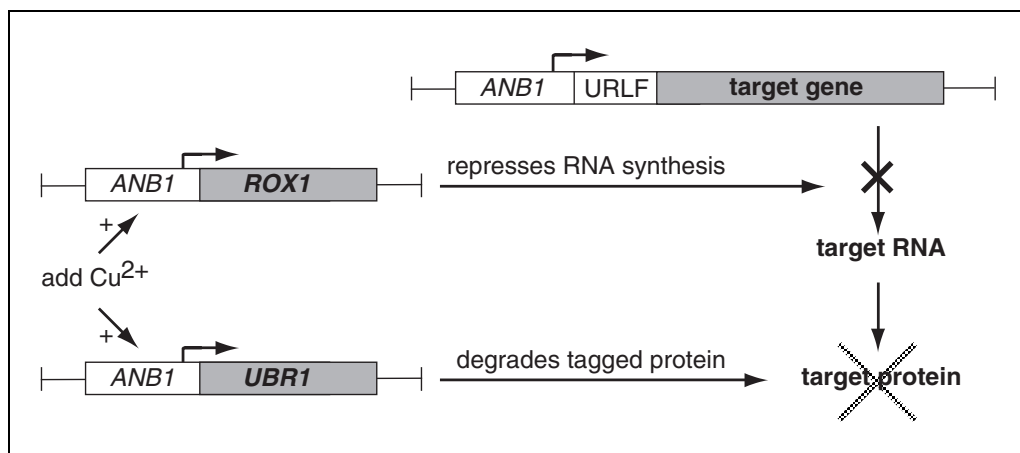 ANB1 URLF target gene
ANB1 ROX1
represses RNA synthesis
+
target RNA
add Cu2+
+
ANB1 UBR1
degrades tagged protein
target protein